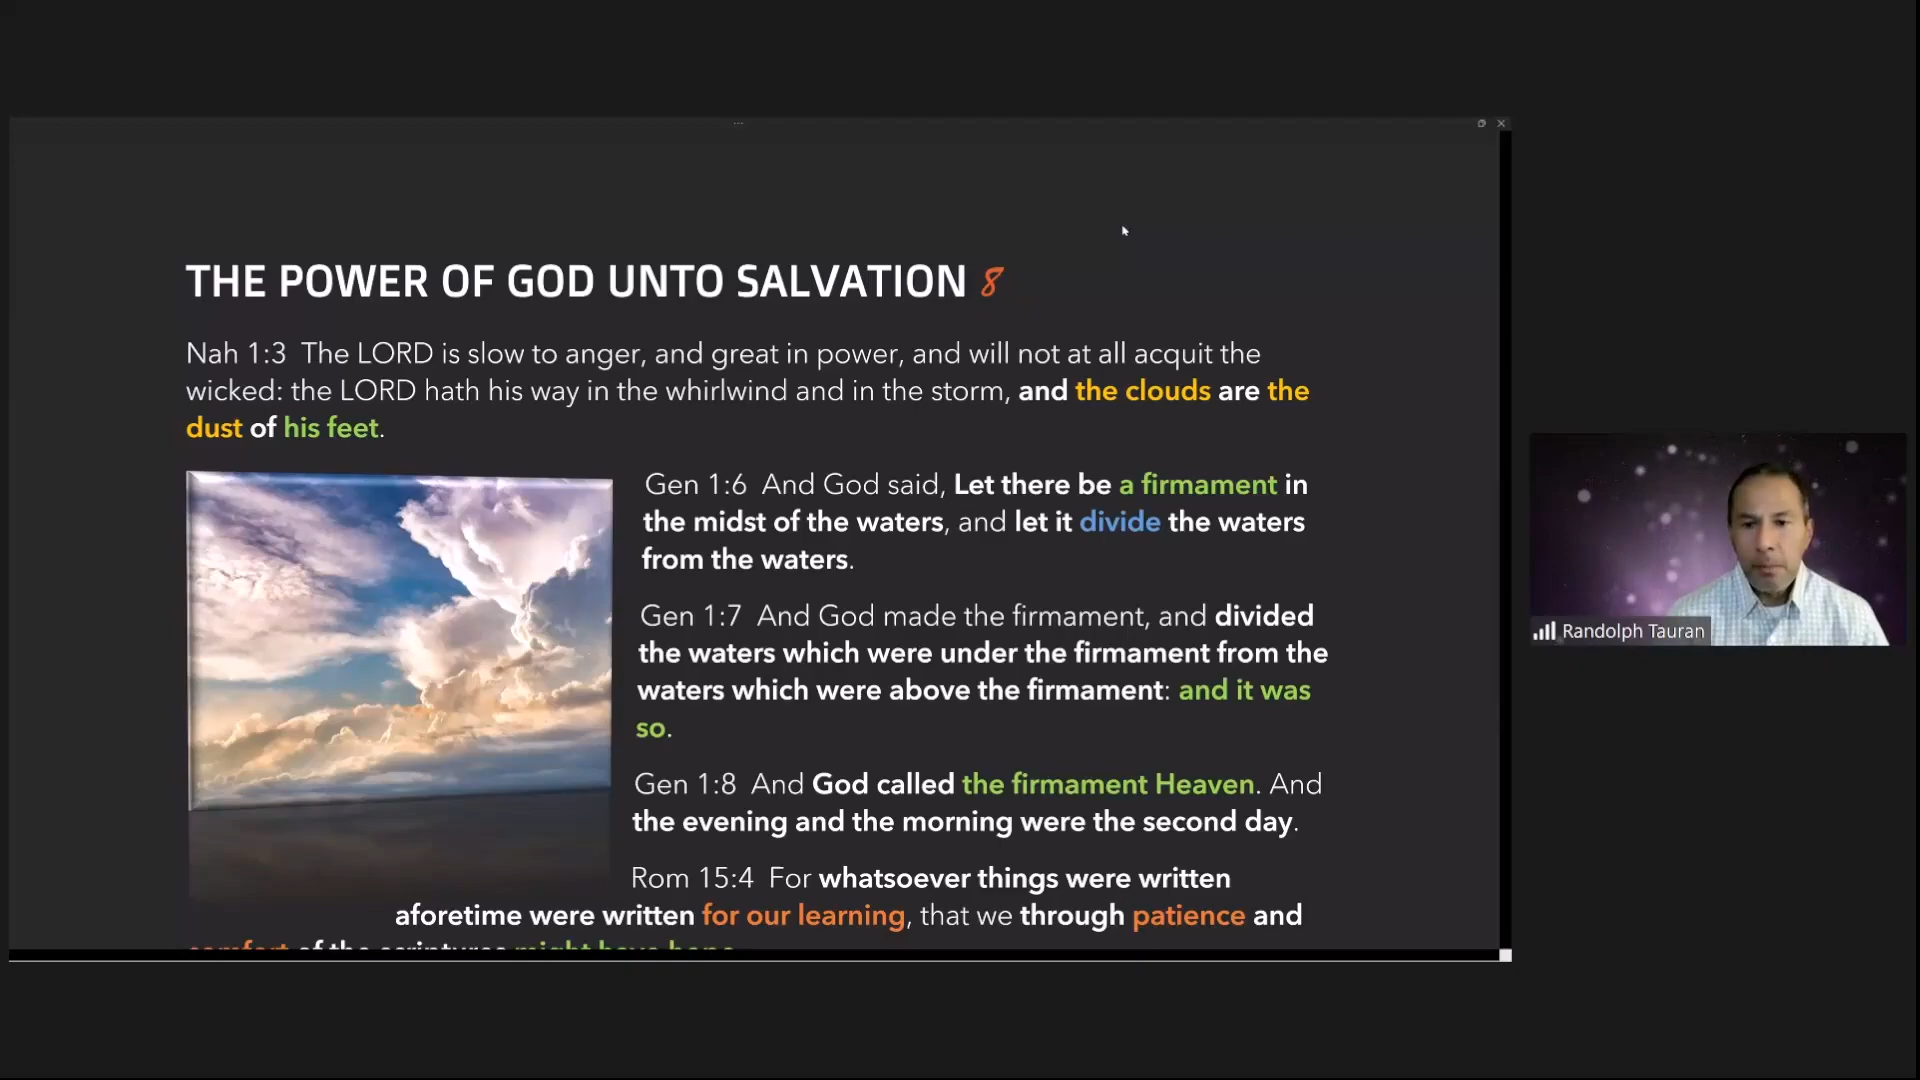 THE POWER OF GOD UNTO SALVATION 8
Nah 1:3 The LORD is slow to anger, and great in power, and will not at all acquit the
wicked: the LORD hath his way in the whirlwind and in the storm, and the clouds are the
dust of his feet.
Gen 1:6 And God said, Let there be a firmament in
the midst of the waters, and let it divide the waters
from the waters.
Gen 1:7 And God made the firmament, and divided
the waters which were under the firmament from the
waters which were above the firmament: and it was
so.
Gen 1:8 And God called the firmament Heaven. And
the evening and the morning were the second day.
Rom 15:4 For whatsoever things were written
aforetime were written for our learning, that we through patience and
comfort of the scriptures might have hope
Randolph Tauran